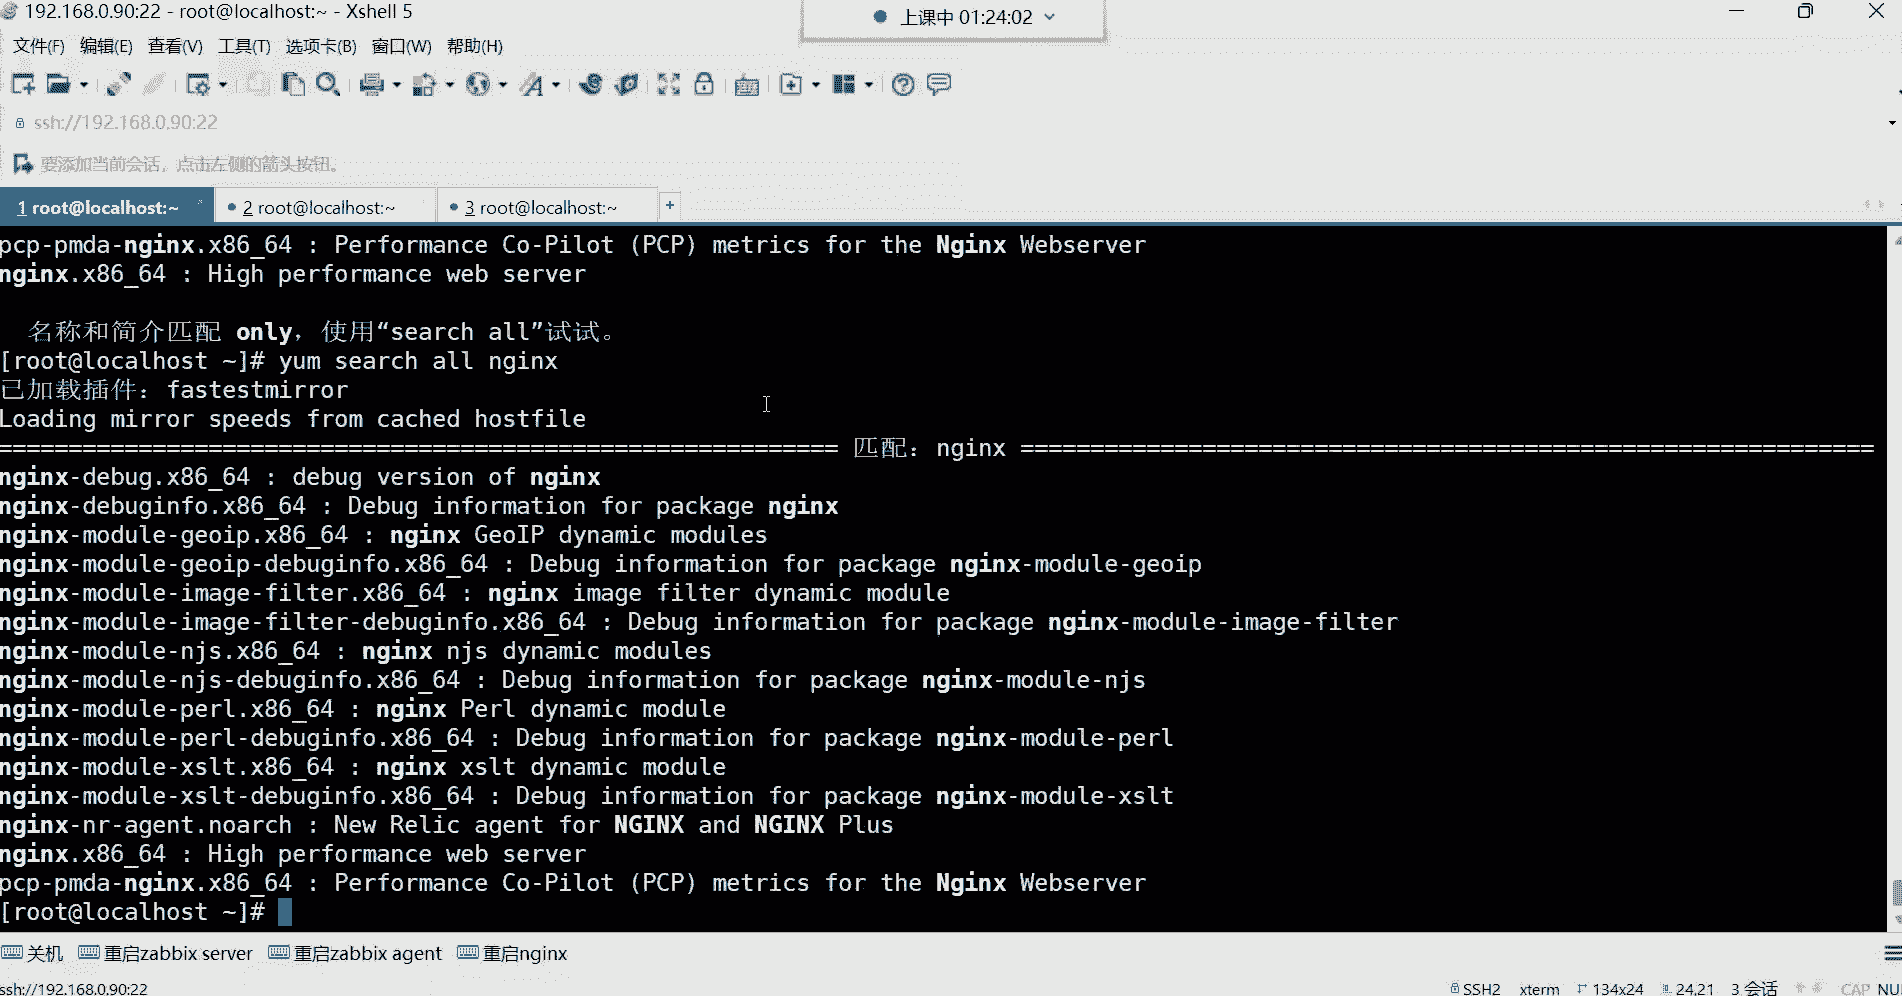 192.168.0.90:22 - root@localhost:~ - Xshell 5
上课中 01:24:02
文件(F) 编辑(E) 查看(V) 工具(T) 选项卡(B) 窗口(W) 帮助(H)
ssh://192.168.0.90:22
要添加当前会话，点击左侧的箭头按钮。
1 root@localhost:~ 2 root@localhost:~ 3 root@localhost:~ +
pcp-pmda-nginx.x86_64 : Performance Co-Pilot (PCP) metrics for the Nginx Webserver
nginx.x86_64 : High performance web server
名称和简介匹配 only，使用“search all”试试。
[root@localhost ~]# yum search all nginx
已加载插件：fastestmirror
Loading mirror speeds from cached hostfile
============================================================ 匹配：nginx =============================================================
nginx-debug.x86_64 : debug version of nginx
nginx-debuginfo.x86_64 : Debug information for package nginx
nginx-module-geoip.x86_64 : nginx GeoIP dynamic modules
nginx-module-geoip-debuginfo.x86_64 : Debug information for package nginx-module-geoip
nginx-module-image-filter.x86_64 : nginx image filter dynamic module
nginx-module-image-filter-debuginfo.x86_64 : Debug information for package nginx-module-image-filter
nginx-module-njs.x86_64 : nginx njs dynamic modules
nginx-module-njs-debuginfo.x86_64 : Debug information for package nginx-module-njs
nginx-module-perl.x86_64 : nginx Perl dynamic module
nginx-module-perl-debuginfo.x86_64 : Debug information for package nginx-module-perl
nginx-module-xslt.x86_64 : nginx xslt dynamic module
nginx-module-xslt-debuginfo.x86_64 : Debug information for package nginx-module-xslt
nginx-nr-agent.noarch : New Relic agent for NGINX and NGINX Plus
nginx.x86_64 : High performance web server
pcp-pmda-nginx.x86_64 : Performance Co-Pilot (PCP) metrics for the Nginx Webserver
[root@localhost ~]#
关机 重启zabbix server 重启zabbix agent 重启nginx
ssh://192.168.0.90:22 SSH2 xterm 134x24 24,21 3 会话 CAP NU